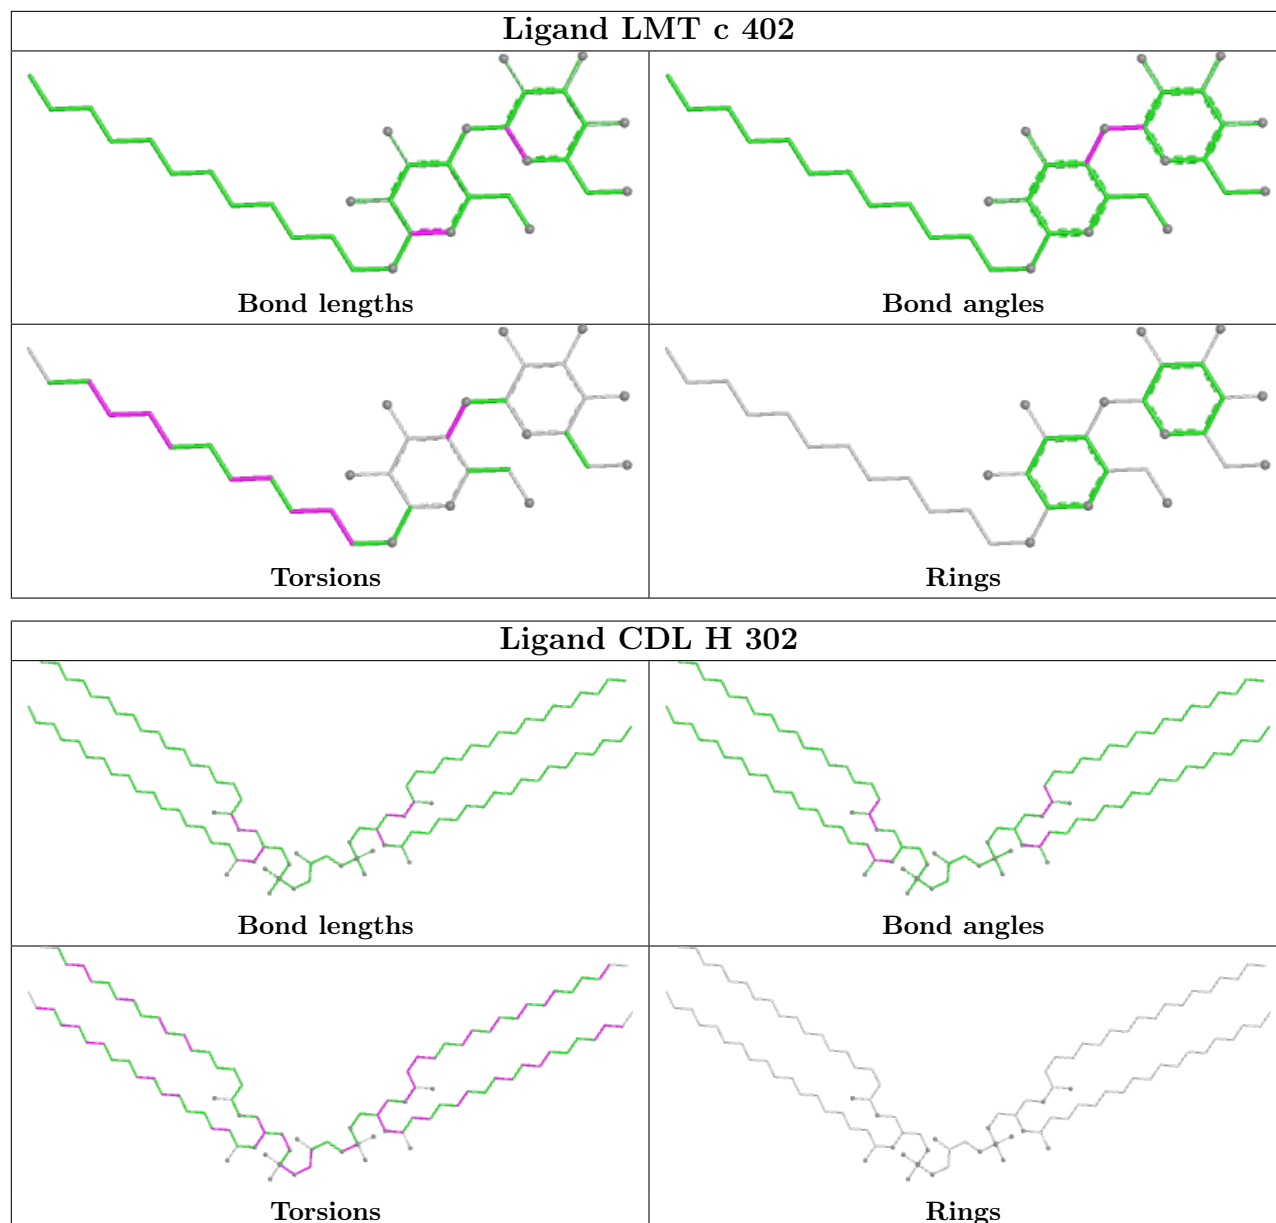 Ligand LMT c 402
Bond lengths
Bond angles
Torsions
Rings
Ligand CDL H 302
Bond lengths
Bond angles
Torsions
Rings